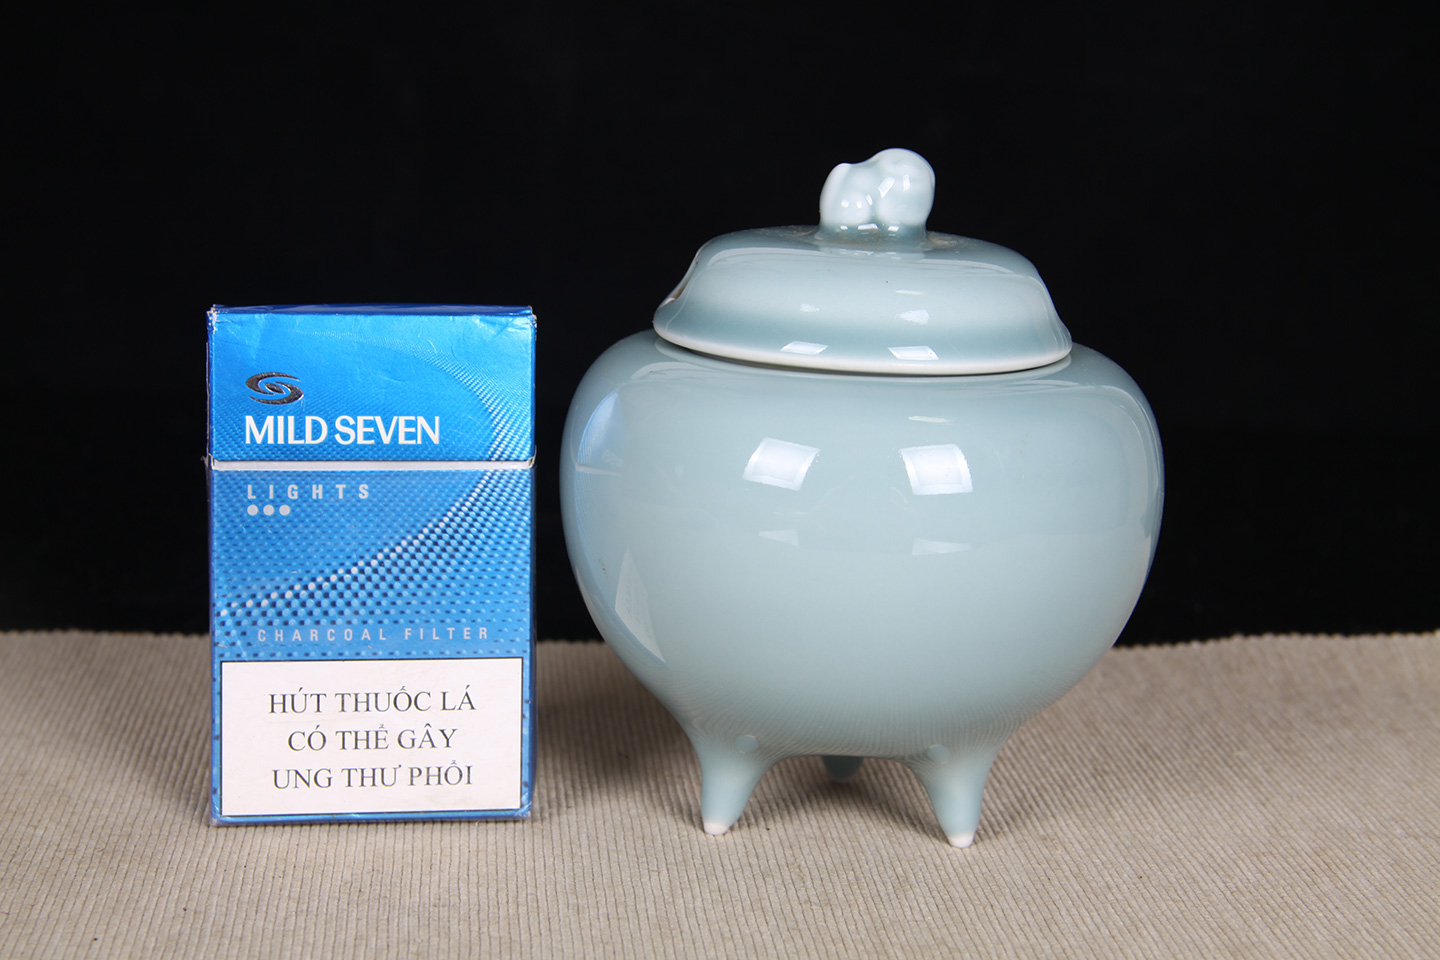 MILD SEVEN
LIGHTS
CHARCOAL FILTER
HÚT THUỐC LÁ
CÓ THỂ GÂY
UNG THƯ PHỔI